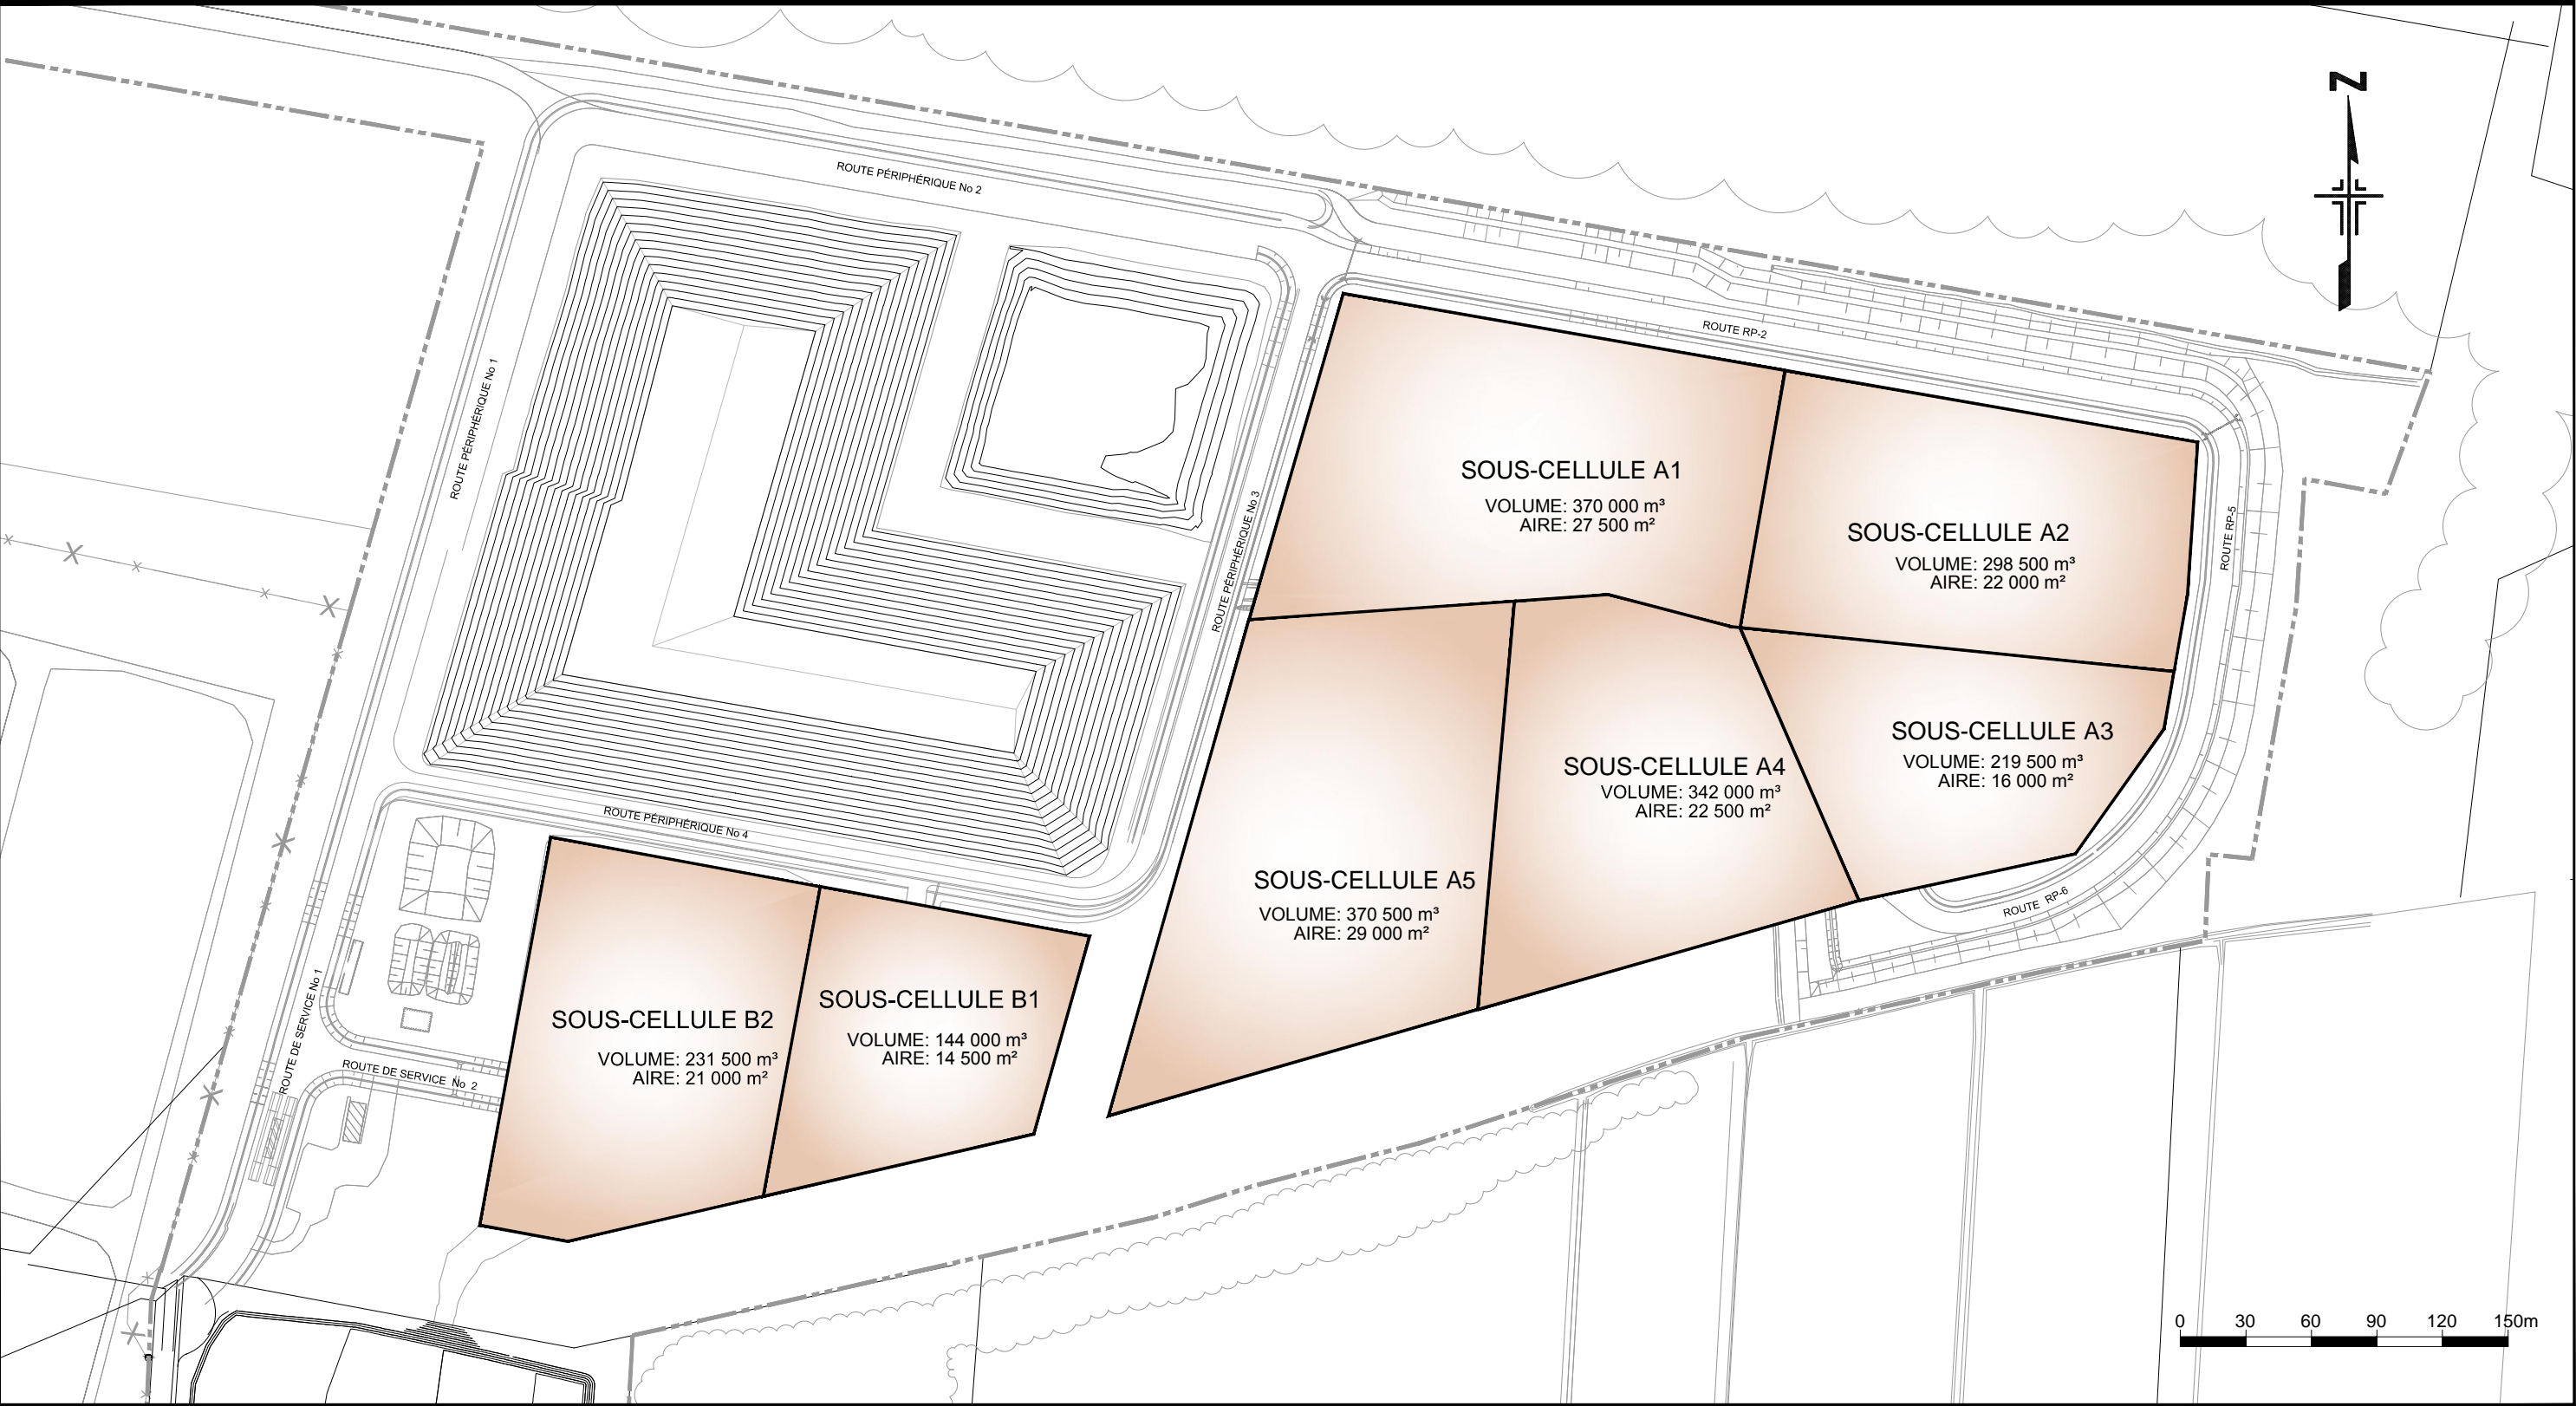 N
ROUTE PÉRIPHÉRIQUE No 2
ROUTE RP-2
ROUTE PÉRIPHÉRIQUE No 1
SOUS-CELLULE A1
VOLUME: 370 000 m³
AIRE: 27 500 m²
ROUTE PÉRIPHÉRIQUE No 3
SOUS-CELLULE A2
VOLUME: 298 500 m³
AIRE: 22 000 m²
ROUTE RP-5
SOUS-CELLULE A3
VOLUME: 219 500 m³
AIRE: 16 000 m²
SOUS-CELLULE A4
VOLUME: 342 000 m³
AIRE: 22 500 m²
ROUTE PÉRIPHÉRIQUE No 4
SOUS-CELLULE A5
VOLUME: 370 500 m³
AIRE: 29 000 m²
ROUTE RP-6
SOUS-CELLULE B1
VOLUME: 144 000 m³
AIRE: 14 500 m²
SOUS-CELLULE B2
VOLUME: 231 500 m³
AIRE: 21 000 m²
ROUTE DE SERVICE No 1
ROUTE DE SERVICE No 2
0 30 60 90 120 150m